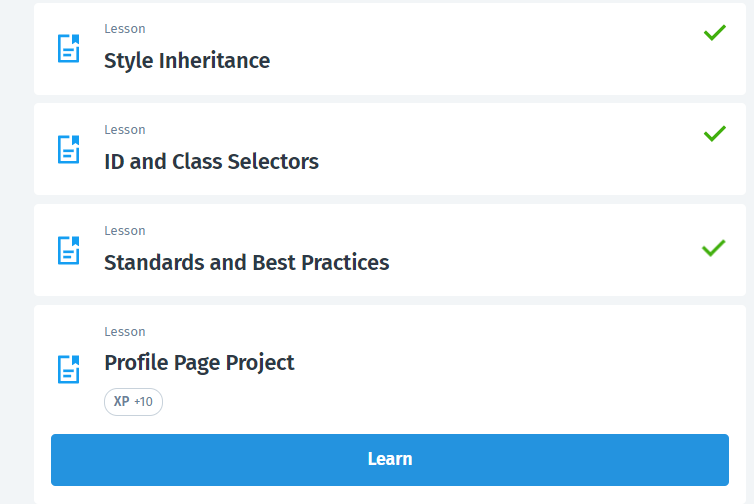 Lesson
Style Inheritance
Lesson
ID and Class Selectors
Lesson
Standards and Best Practices
Lesson
Profile Page Project
XP +10
Learn